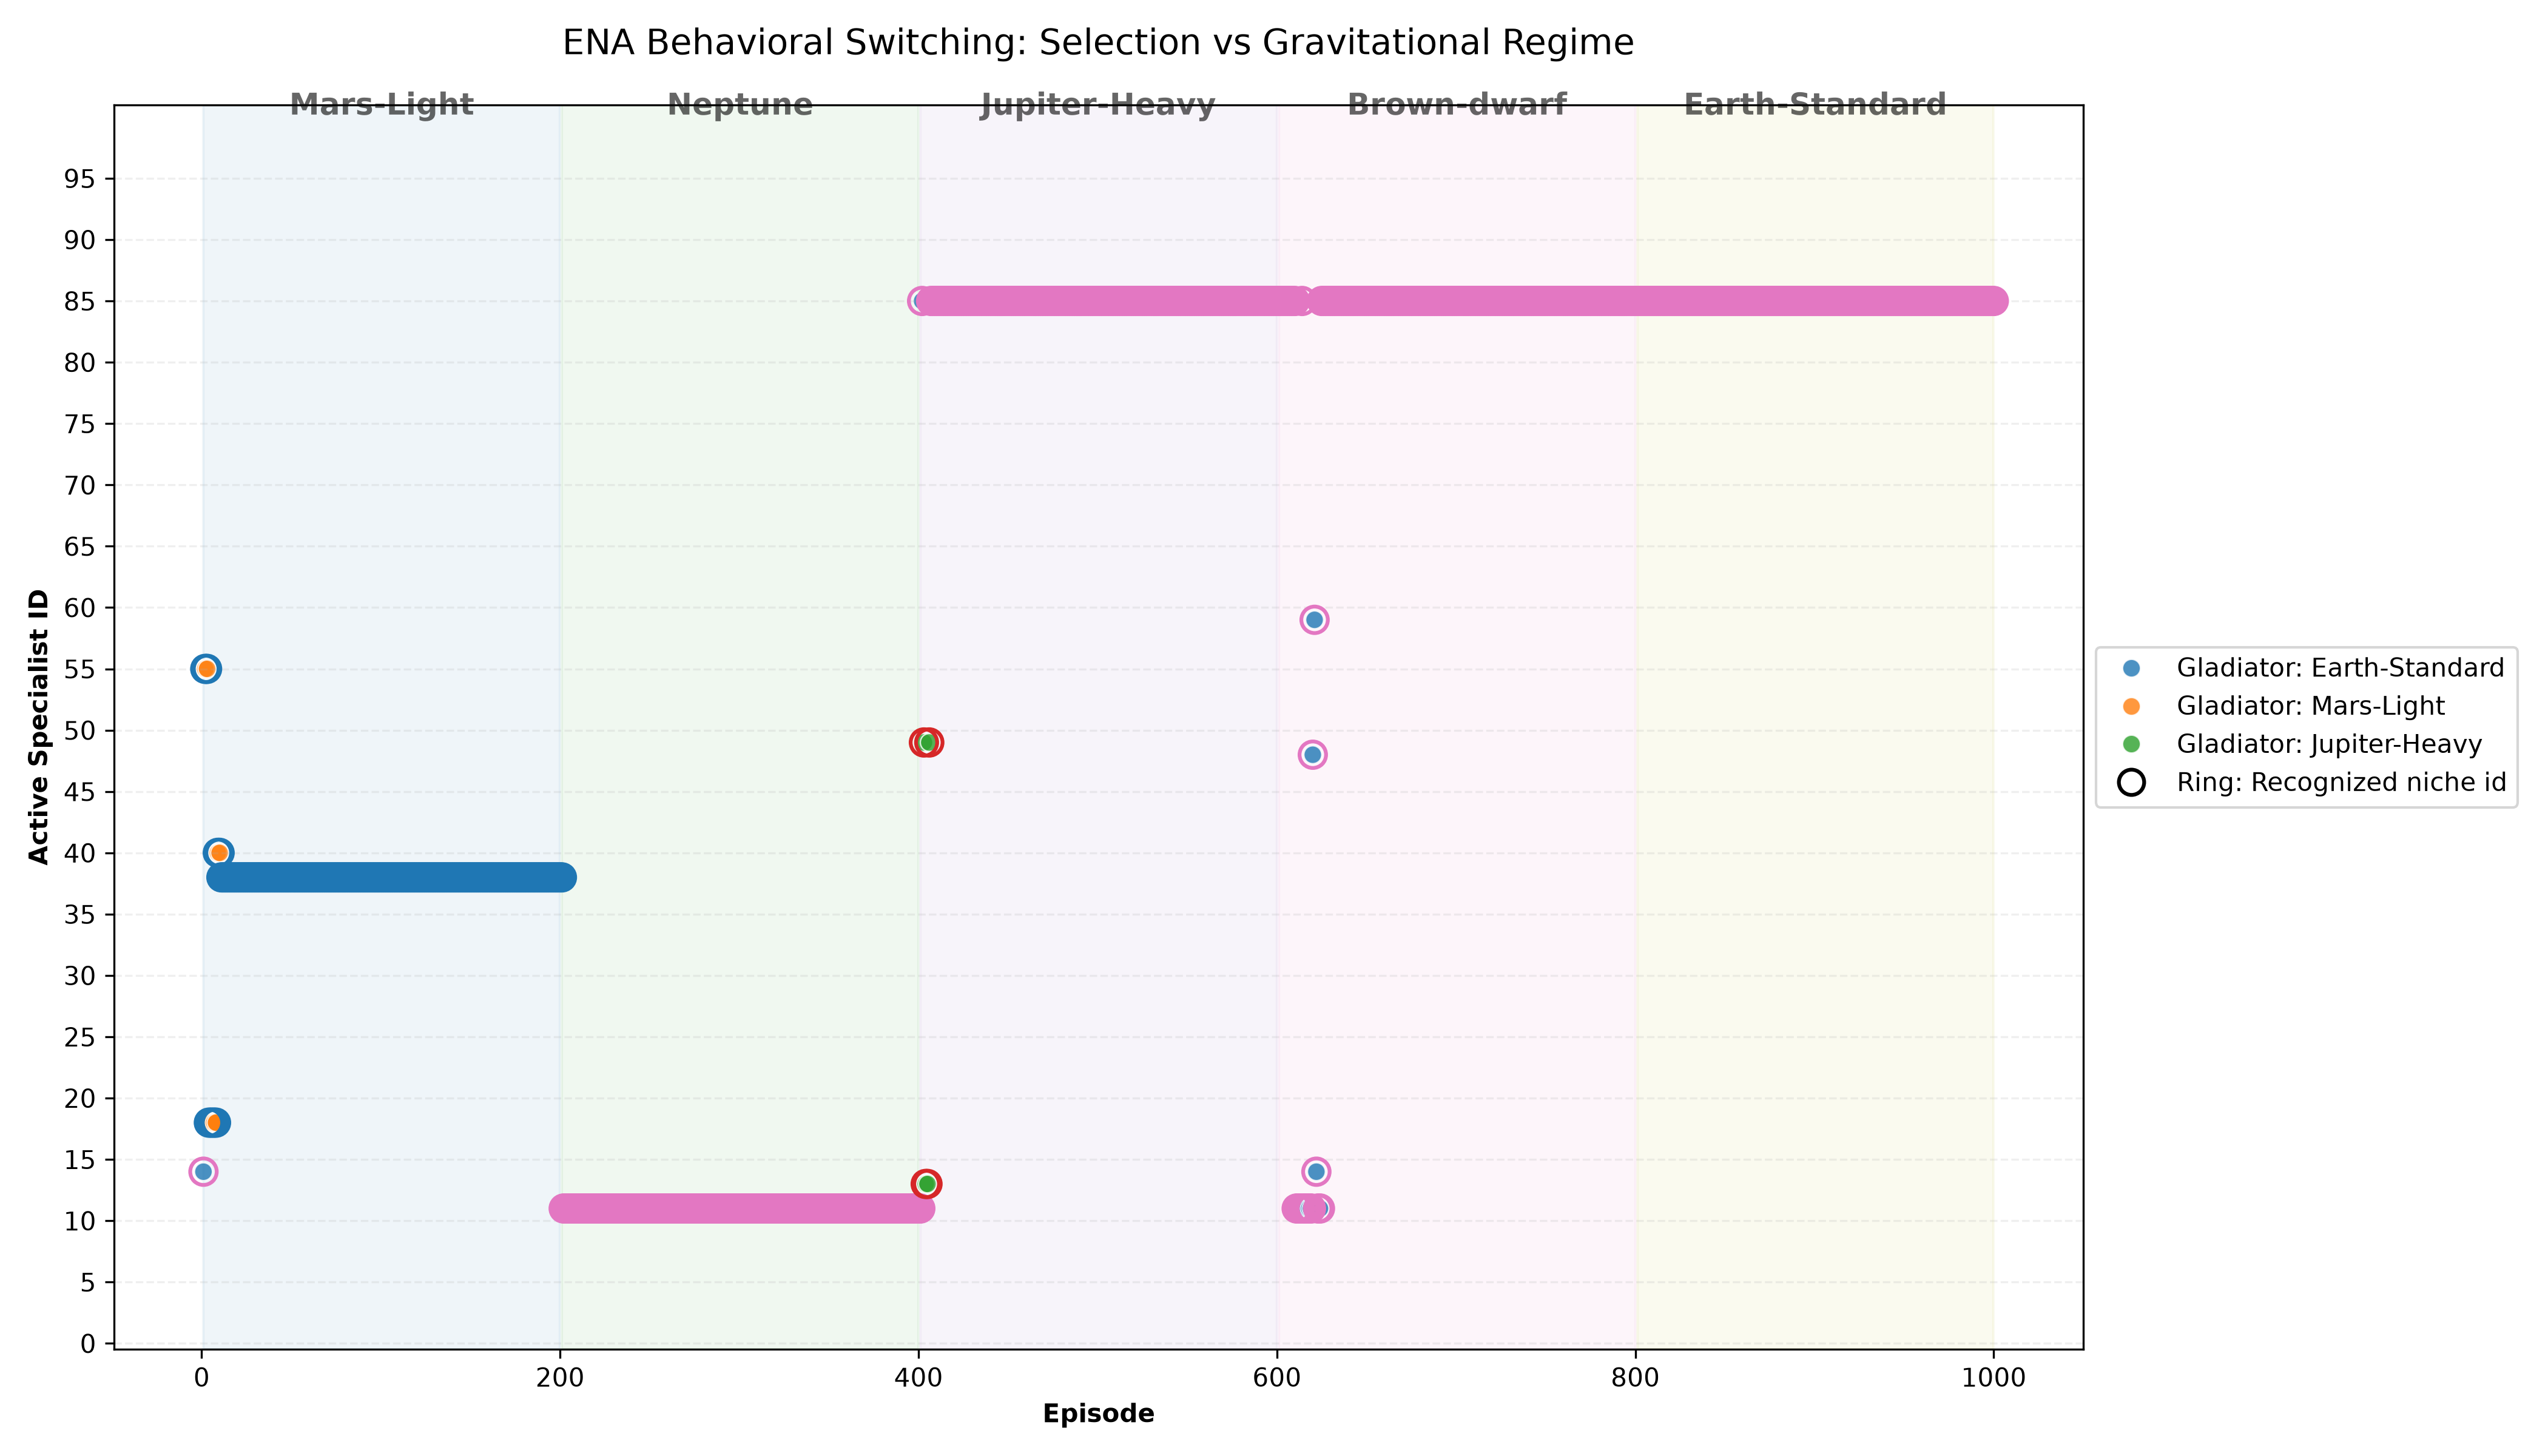 ENA Behavioral Switching: Selection vs Gravitational Regime
Mars-Light
Neptune
Jupiter-Heavy
Brown-dwarf
Earth-Standard
Active Specialist ID
95
90
85
80
75
70
65
60
55
50
45
40
35
30
25
20
15
10
5
0
0
200
400
600
800
1000
Episode
Gladiator: Earth-Standard
Gladiator: Mars-Light
Gladiator: Jupiter-Heavy
Ring: Recognized niche id